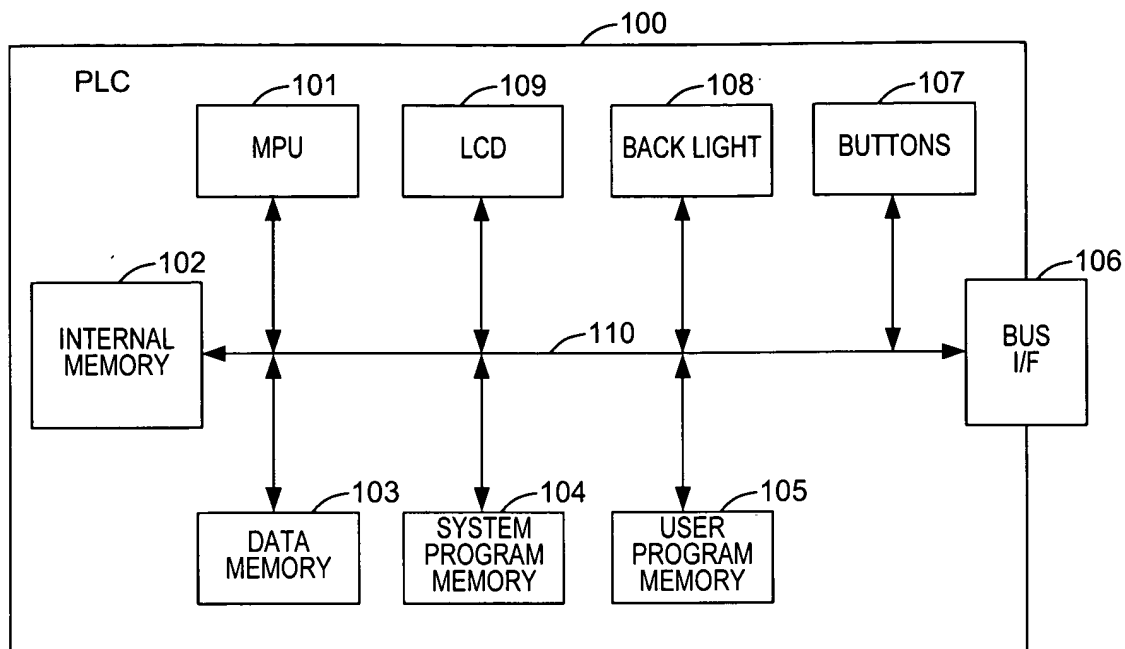 100
PLC
101
109
108
107
MPU
LCD
BACK LIGHT
BUTTONS
102
106
INTERNAL
MEMORY
110
BUS
I/F
103
104
105
DATA
MEMORY
SYSTEM
PROGRAM
MEMORY
USER
PROGRAM
MEMORY